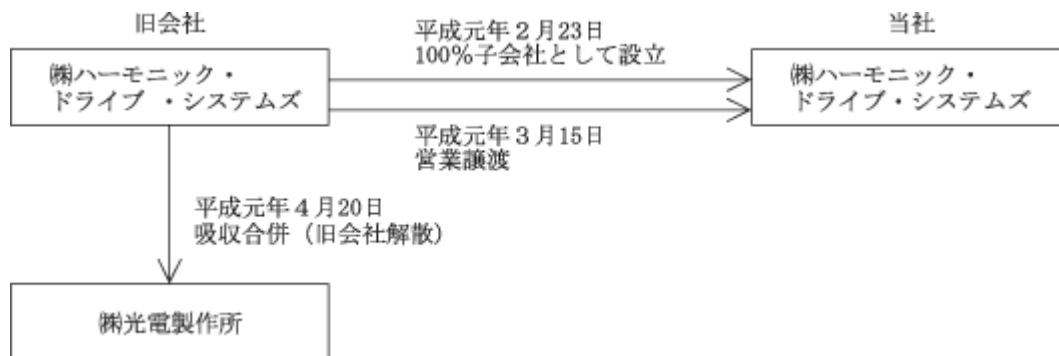 旧会社
当社
平成元年２月23日
100％子会社として設立
㈱ハーモニック・
ドライブ ・システムズ
㈱ハーモニック・
ドライブ・システムズ
平成元年３月15日
営業譲渡
平成元年４月20日
吸収合併（旧会社解散）
㈱光電製作所